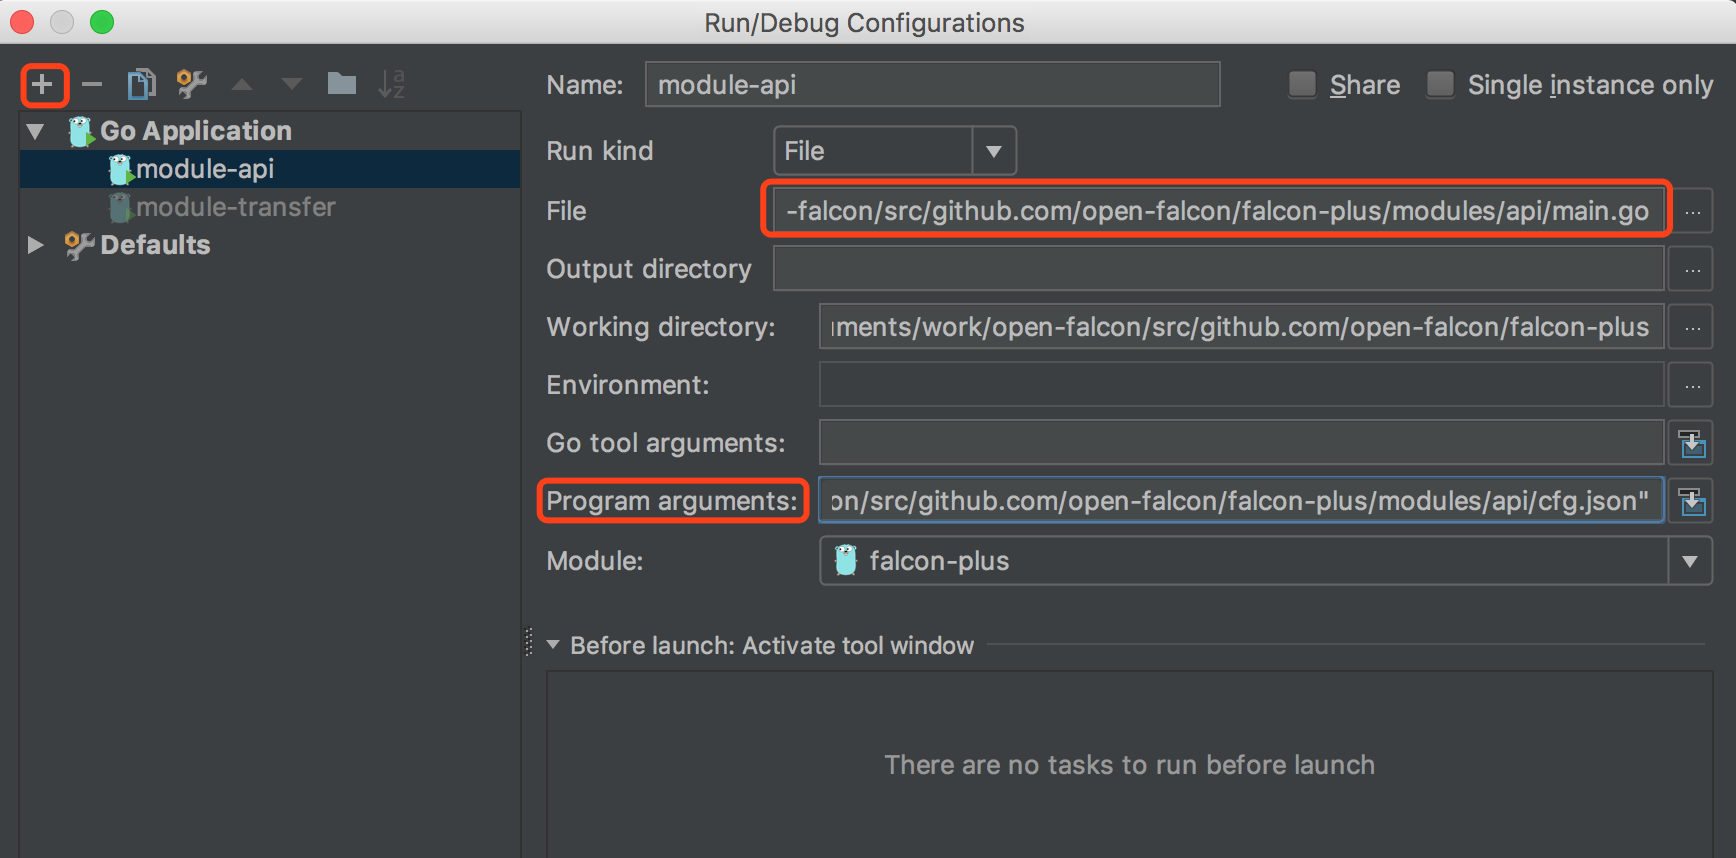 Run/Debug Configurations
Name: module-api Share Single instance only
Go Application
module-api
module-transfer
Defaults
Run kind File
File -falcon/src/github.com/open-falcon/falcon-plus/modules/api/main.go ...
Output directory ...
Working directory: ments/work/open-falcon/src/github.com/open-falcon/falcon-plus ...
Environment: ...
Go tool arguments:
Program arguments: on/src/github.com/open-falcon/falcon-plus/modules/api/cfg.json"
Module: falcon-plus
Before launch: Activate tool window
There are no tasks to run before launch